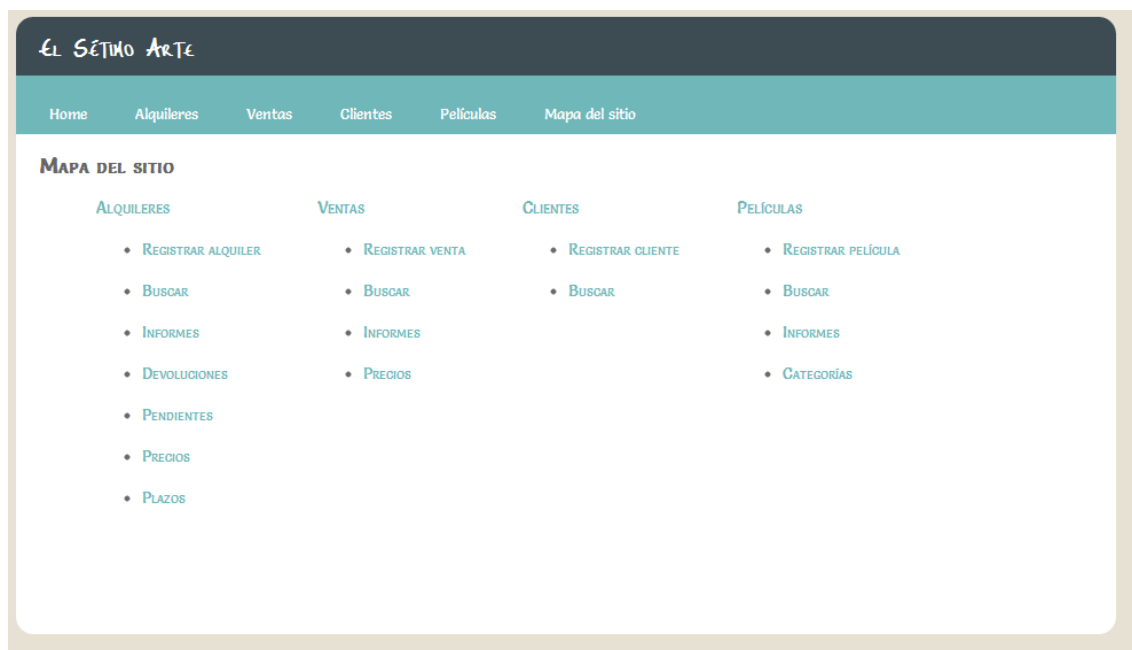 El Sétimo Arte
Home Alquileres Ventas Clientes Películas Mapa del sitio
Mapa del sitio
Alquileres Ventas Clientes Películas
• Registrar alquiler • Registrar venta • Registrar cliente • Registrar película
• Buscar • Buscar • Buscar • Buscar
• Informes • Informes • Informes
• Devoluciones • Precios • Categorías
• Pendientes
• Precios
• Plazos